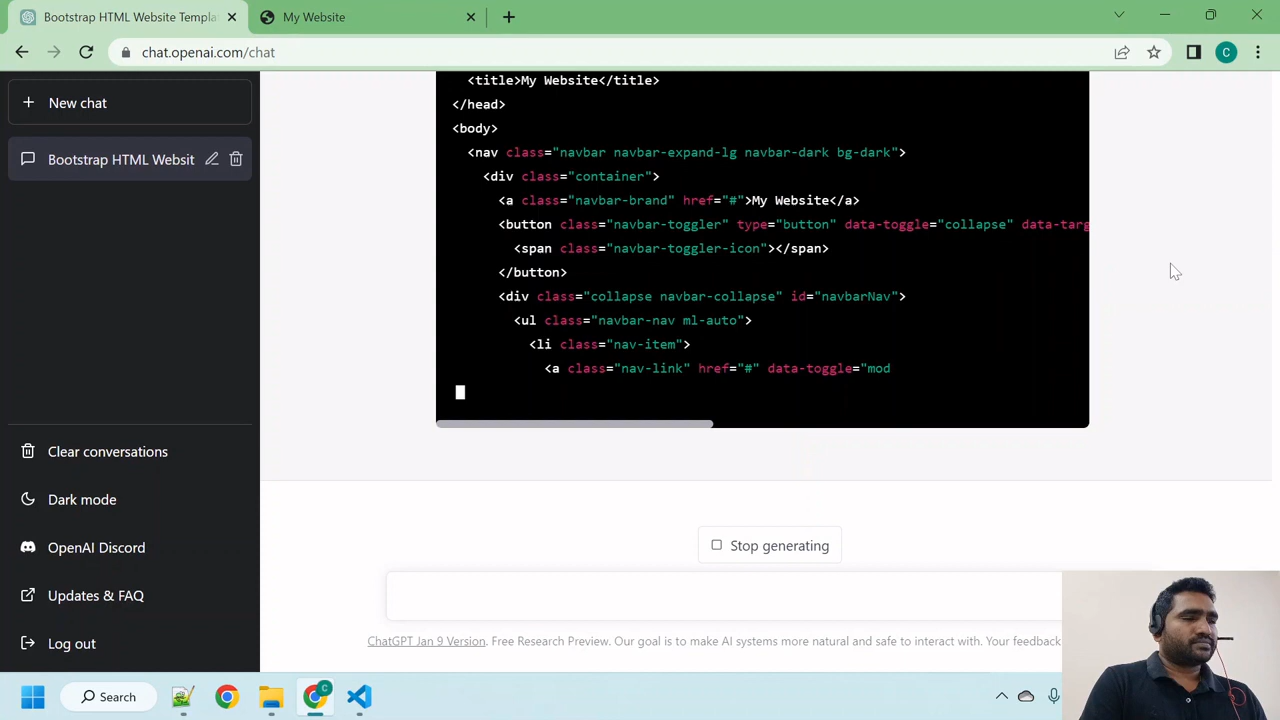 Bootstrap HTML Website Templa
My Website
chat.openai.com/chat
C
New chat
Bootstrap HTML Websit
Clear conversations
Dark mode
OpenAI Discord
Updates & FAQ
Log out
<title>My Website</title>
</head>
<body>
<nav class="navbar navbar-expand-lg navbar-dark bg-dark">
<div class="container">
<a class="navbar-brand" href="#">My Website</a>
<button class="navbar-toggler" type="button" data-toggle="collapse" data-targ
<span class="navbar-toggler-icon"></span>
</button>
<div class="collapse navbar-collapse" id="navbarNav">
<ul class="navbar-nav ml-auto">
<li class="nav-item">
<a class="nav-link" href="#" data-toggle="mod
Stop generating
ChatGPT Jan 9 Version. Free Research Preview. Our goal is to make AI systems more natural and safe to interact with. Your feedback
Search
C